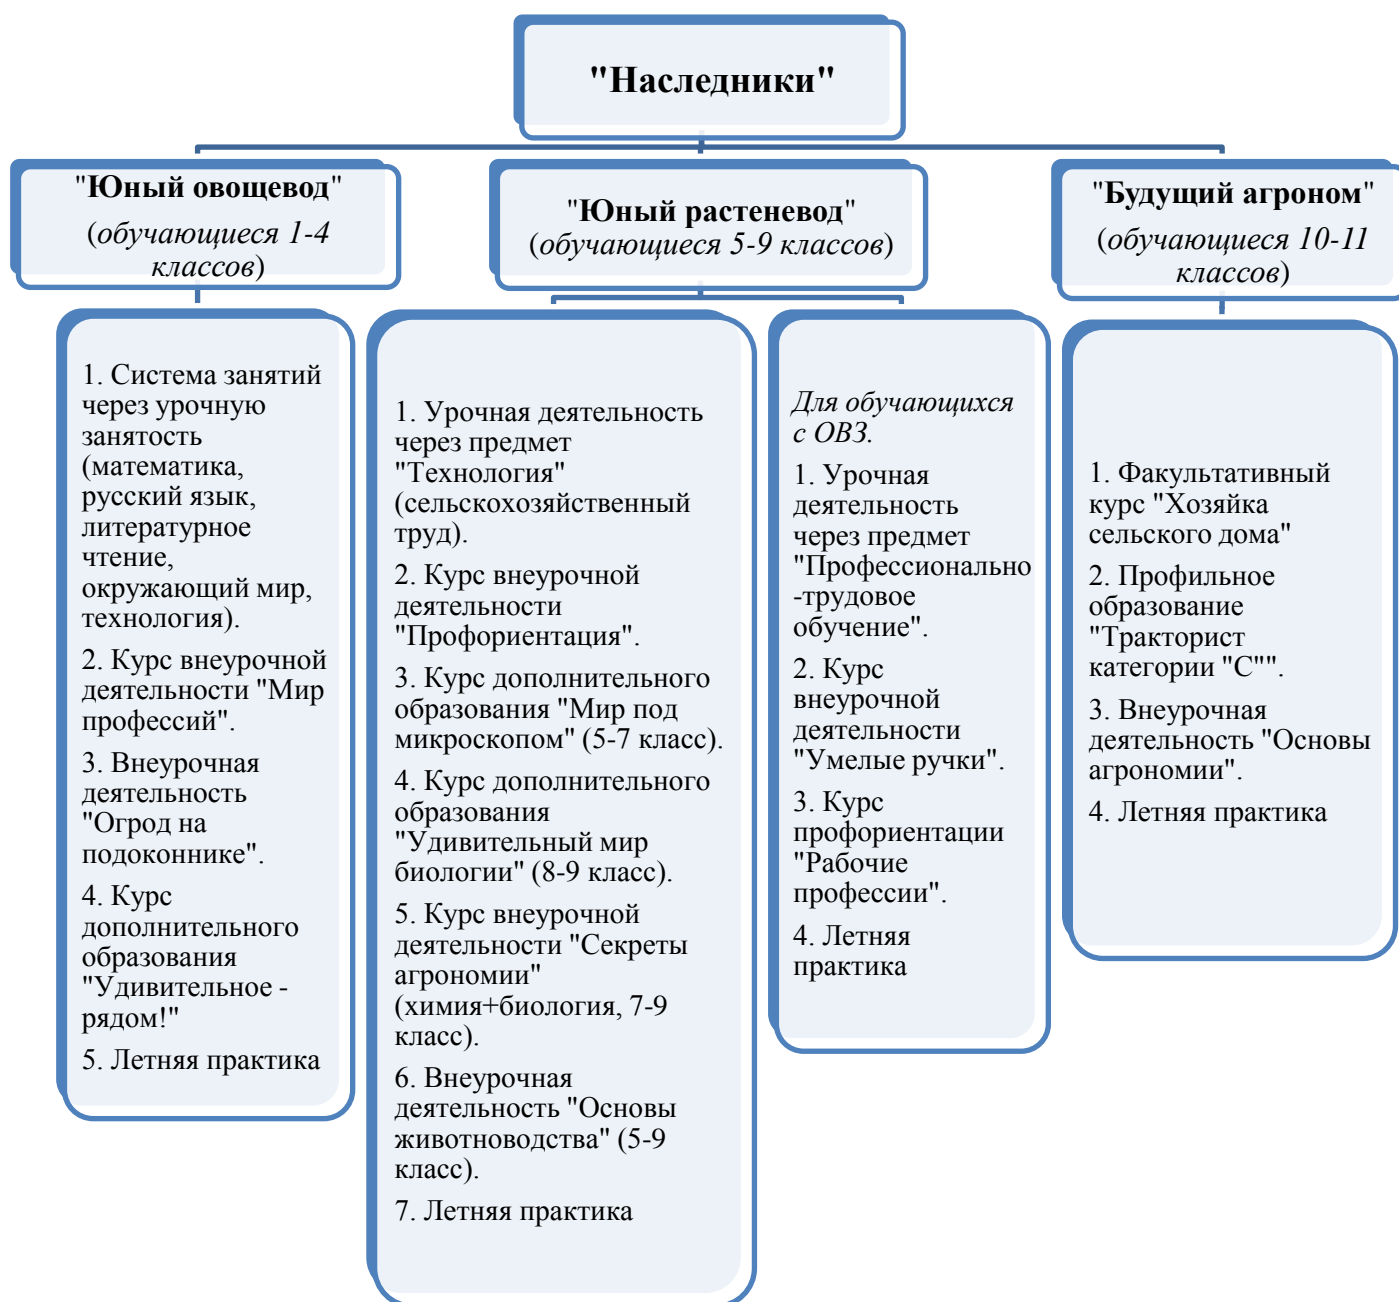 "Наследники"
"Юный овощевод"
(обучающиеся 1-4
классов)
"Юный растеневод"
(обучающиеся 5-9 классов)
"Будущий агроном"
(обучающиеся 10-11
классов)
1. Система занятий
через урочную
занятость
(математика,
русский язык,
литературное
чтение,
окружающий мир,
технология).
2. Курс внеурочной
деятельности "Мир
профессий".
3. Внеурочная
деятельность
"Огрод на
подоконнике".
4. Курс
дополнительного
образования
"Удивительное -
рядом!"
5. Летняя практика
1. Урочная деятельность
через предмет
"Технология"
(сельскохозяйственный
труд).
2. Курс внеурочной
деятельности
"Профориентация".
3. Курс дополнительного
образования "Мир под
микроскопом" (5-7 класс).
4. Курс дополнительного
образования
"Удивительный мир
биологии" (8-9 класс).
5. Курс внеурочной
деятельности "Секреты
агрономии"
(химия+биология, 7-9
класс).
6. Внеурочная
деятельность "Основы
животноводства" (5-9
класс).
7. Летняя практика
Для обучающихся
с ОВЗ.
1. Урочная
деятельность
через предмет
"Профессионально
-трудовое
обучение".
2. Курс
внеурочной
деятельности
"Умелые ручки".
3. Курс
профориентации
"Рабочие
профессии".
4. Летняя
практика
1. Факультативный
курс "Хозяйка
сельского дома"
2. Профильное
образование
"Тракторист
категории "С"".
3. Внеурочная
деятельность "Основы
агрономии".
4. Летняя практика